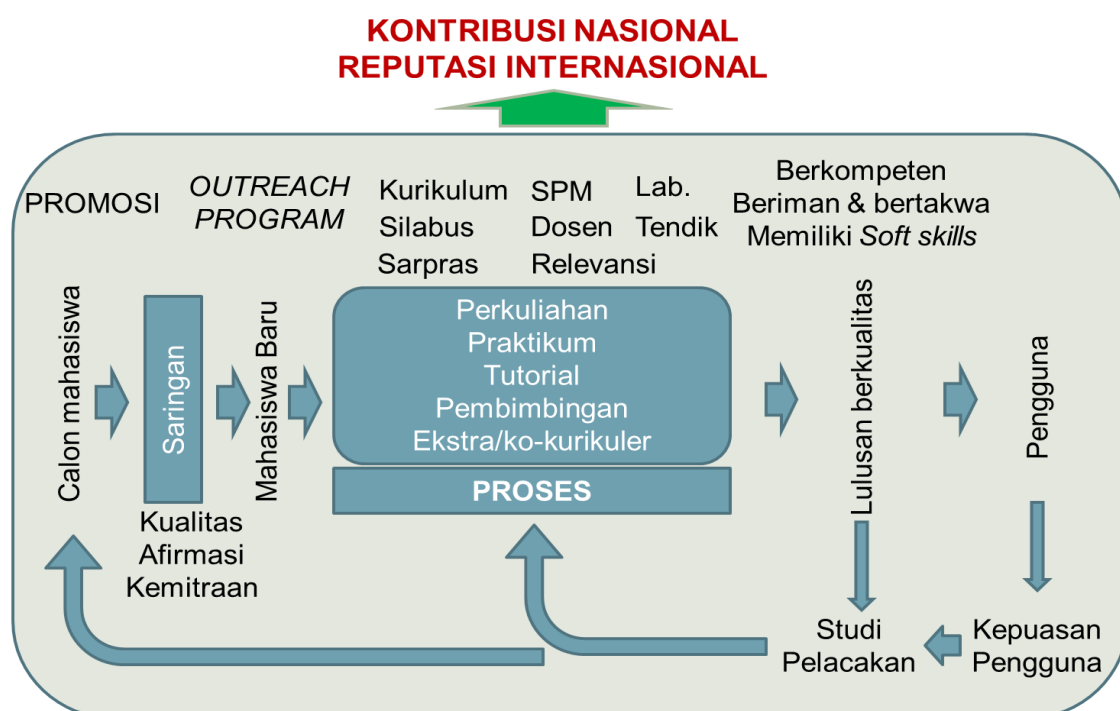 KONTRIBUSI NASIONAL
REPUTASI INTERNASIONAL
PROMOSI
OUTREACH
PROGRAM
Kurikulum
Silabus
Sarpras
SPM
Dosen
Relevansi
Lab.
Tendik
Berkompeten
Beriman & bertakwa
Memiliki Soft skills
Calon mahasiswa
Saringan
Mahasiswa Baru
Perkuliahan
Praktikum
Tutorial
Pembimbingan
Ekstra/ko-kurikuler
PROSES
Lulusan berkualitas
Pengguna
Kualitas
Afirmasi
Kemitraan
Studi
Pelacakan
Kepuasan
Pengguna